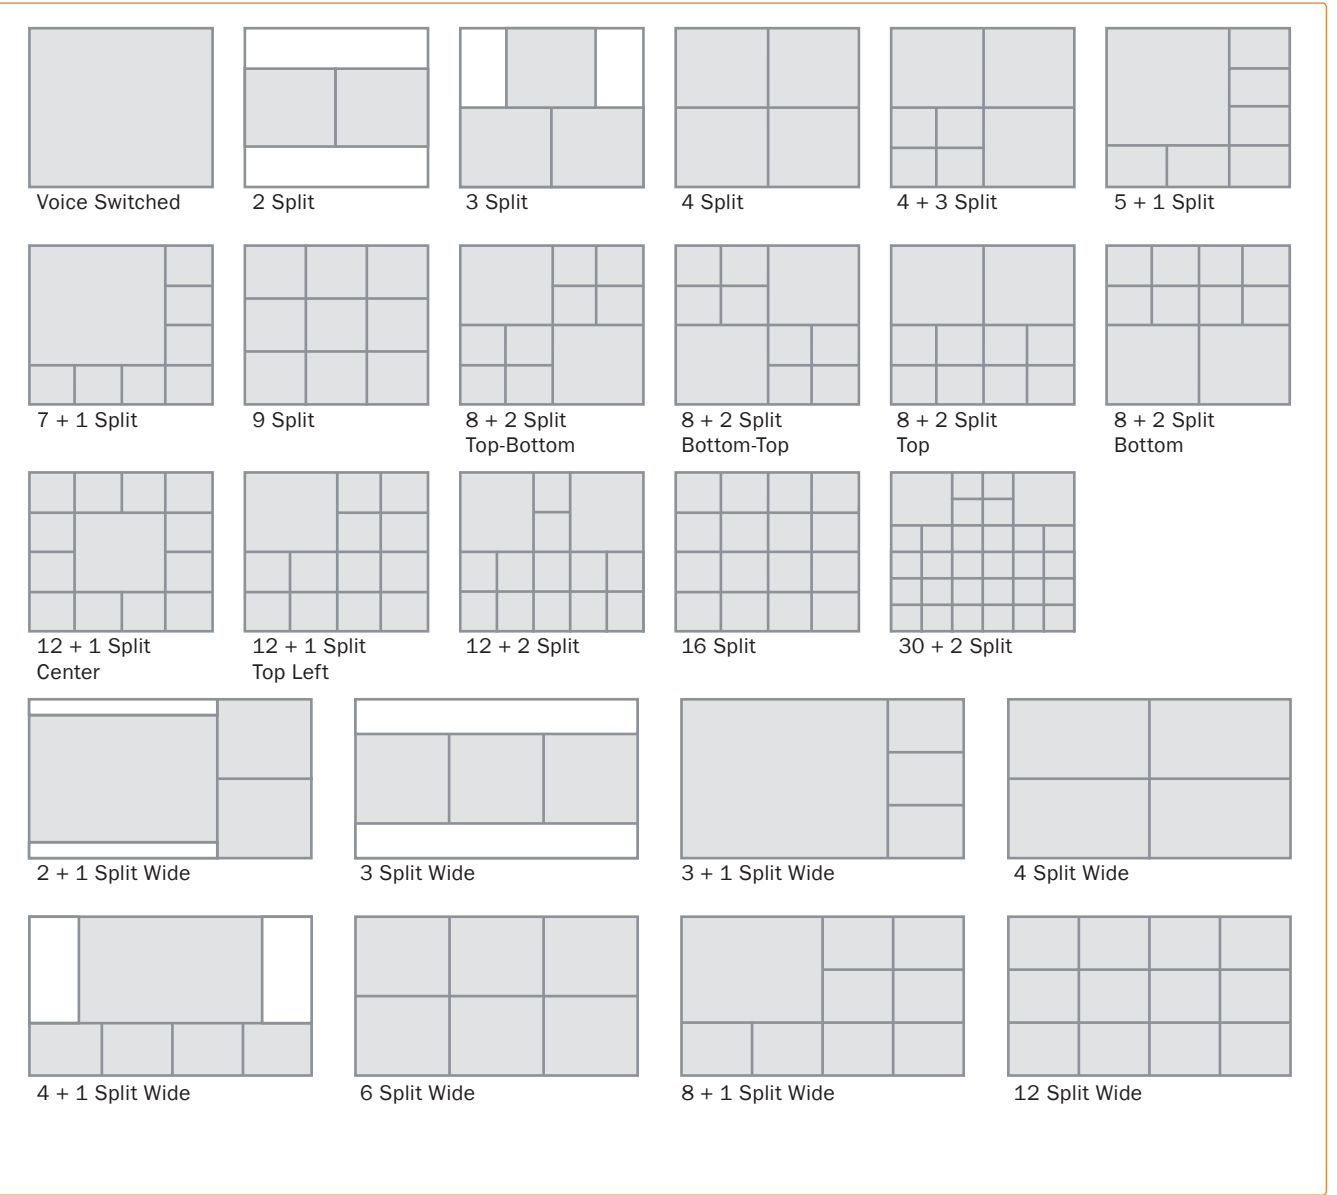 Voice Switched
2 Split
3 Split
4 Split
4 + 3 Split
5 + 1 Split
7 + 1 Split
9 Split
8 + 2 Split
Top-Bottom
8 + 2 Split
Bottom-Top
8 + 2 Split
Top
8 + 2 Split
Bottom
12 + 1 Split
Center
12 + 1 Split
Top Left
12 + 2 Split
16 Split
30 + 2 Split
2 + 1 Split Wide
3 Split Wide
3 + 1 Split Wide
4 Split Wide
4 + 1 Split Wide
6 Split Wide
8 + 1 Split Wide
12 Split Wide